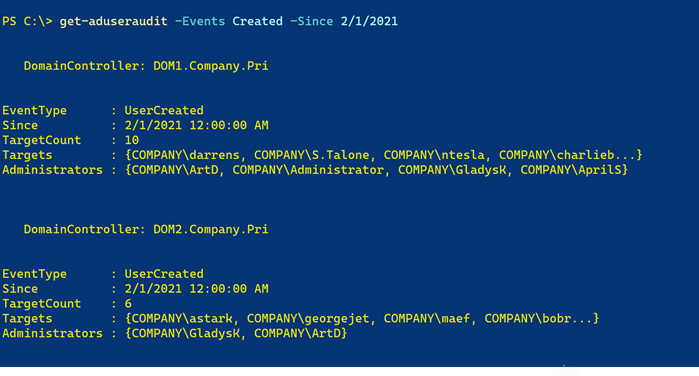 PS C:\> get-aduseraudit -Events Created -Since 2/1/2021
DomainController: DOM1.Company.Pri
EventType      : UserCreated
Since          : 2/1/2021 12:00:00 AM
TargetCount    : 10
Targets        : {COMPANY\darrens, COMPANY\S.Talone, COMPANY\ntesla, COMPANY\charlieb...}
Administrators : {COMPANY\ArtD, COMPANY\Administrator, COMPANY\GladysK, COMPANY\AprilS}
DomainController: DOM2.Company.Pri
EventType      : UserCreated
Since          : 2/1/2021 12:00:00 AM
TargetCount    : 6
Targets        : {COMPANY\astark, COMPANY\georgejet, COMPANY\maef, COMPANY\bobr...}
Administrators : {COMPANY\GladysK, COMPANY\ArtD}